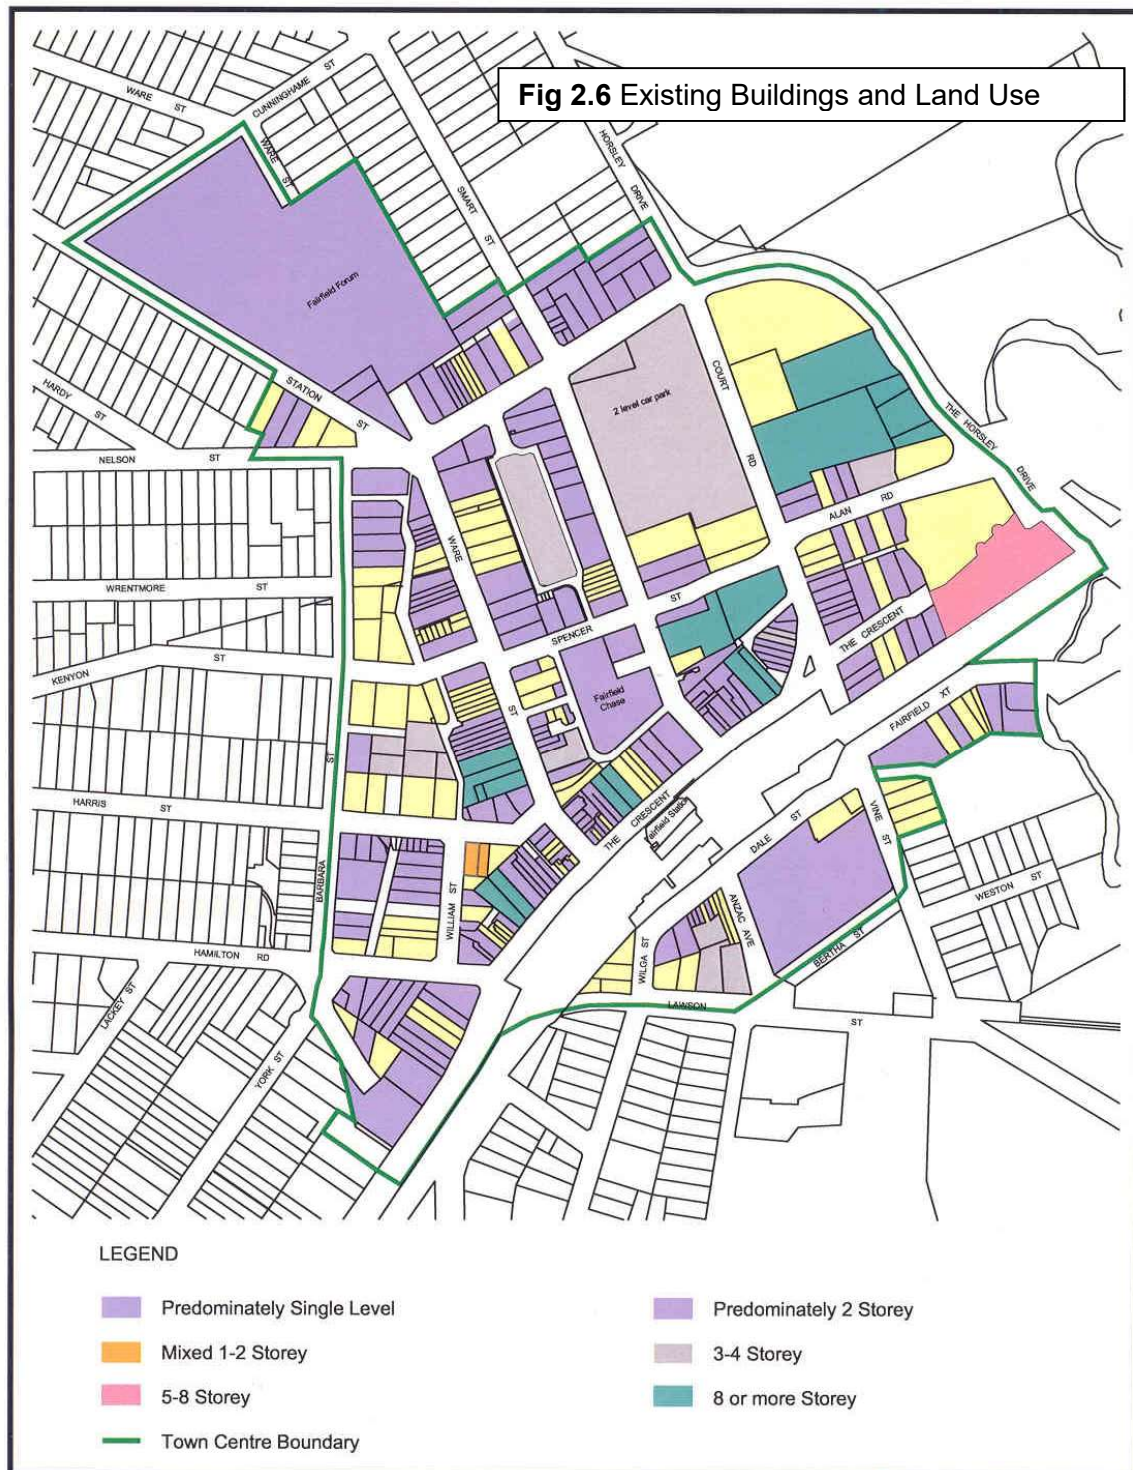 Fig 2.6 Existing Buildings and Land Use
WARE ST
CUNNINGHAME ST
WARE ST
SMART ST
HORSLEY DRIVE
Fairfield Forum
STATION ST
HARDY ST
NELSON ST
2 level car park
COURT RD
THE HORSLEY DRIVE
ALAN RD
WARE ST
WRENTMORE ST
SPENCER ST
THE CRESCENT
KENYON ST
Fairfield Chase
FAIRFIELD XT
HARRIS ST
BARBARA ST
THE CRESCENT
Fairfield Station
DALE ST
VINE ST
WILLIAM ST
ANZAC AVE
WESTON ST
HAMILTON RD
WILGA ST
BERTHA ST
LACKEY ST
LAWSON ST
YORK ST
LEGEND
Predominately Single Level
Predominately 2 Storey
Mixed 1-2 Storey
3-4 Storey
5-8 Storey
8 or more Storey
Town Centre Boundary